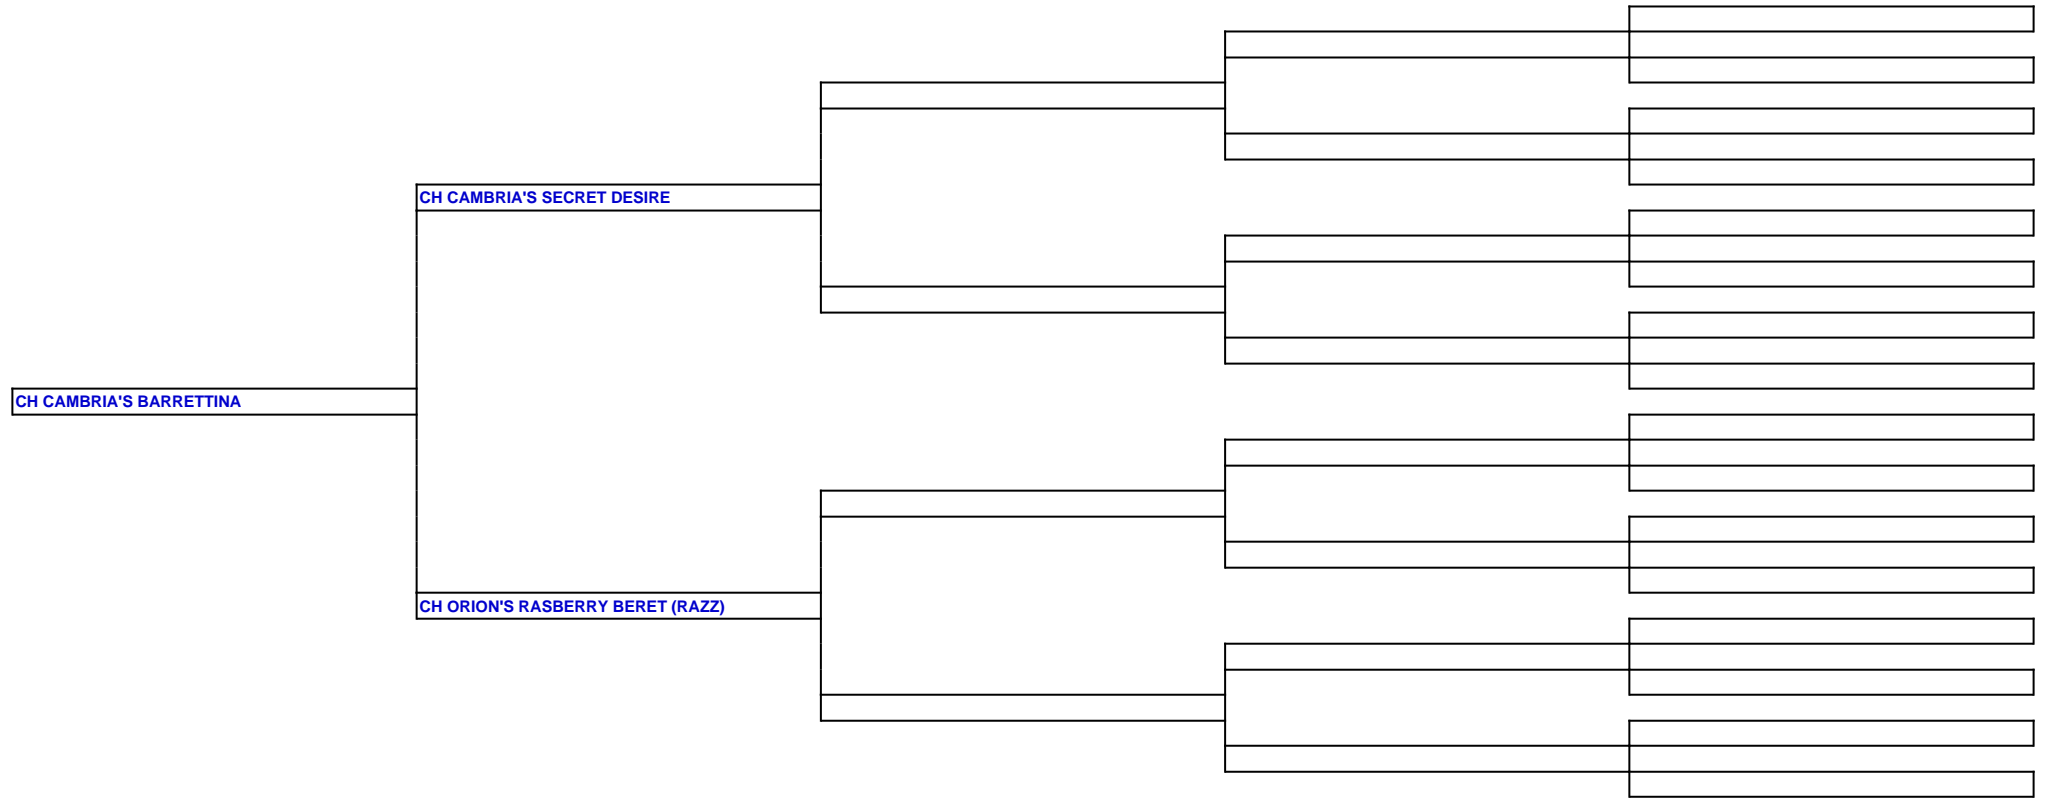 CH CAMBRIA'S SECRET DESIRE
CH CAMBRIA'S BARRETTINA
CH ORION'S RASBERRY BERET (RAZZ)